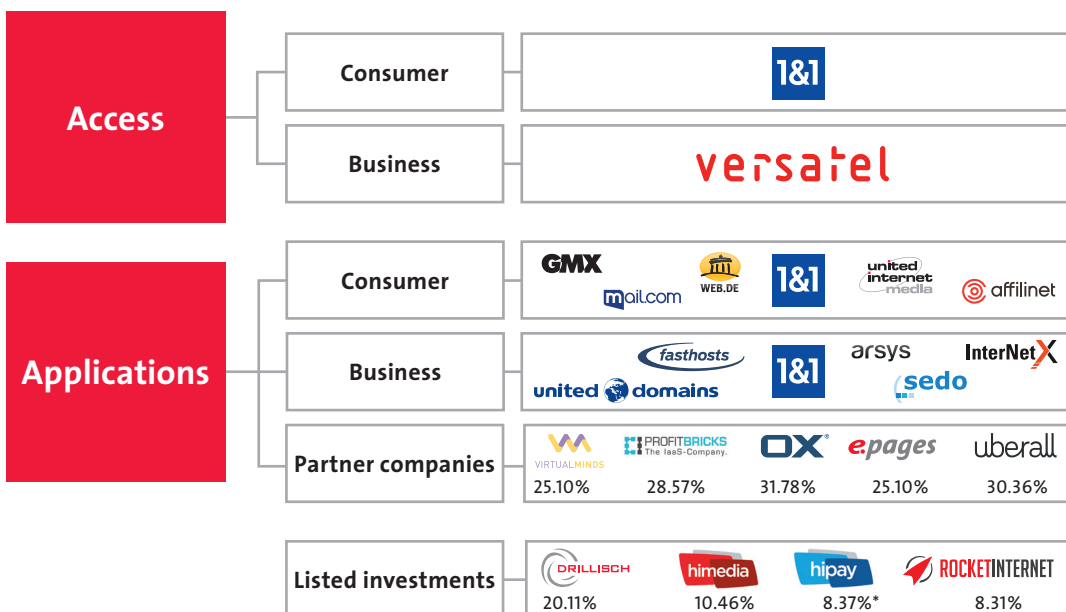 Access
Consumer
1&1
Business
versatel
Applications
Consumer
GMX
mail.com
WEB.DE
1&1
united
internet
media
affilinet
Business
fasthosts
united domains
1&1
arsys
InterNetX
sedo
Partner companies
VIRTUALMINDS
25.10%
PROFITBRICKS
The IaaS-Company.
28.57%
OX®
31.78%
e.pages
25.10%
uberall
30.36%
Listed investments
DRILLISCH
20.11%
himedia
10.46%
hipay
8.37%*
ROCKETINTERNET
8.31%